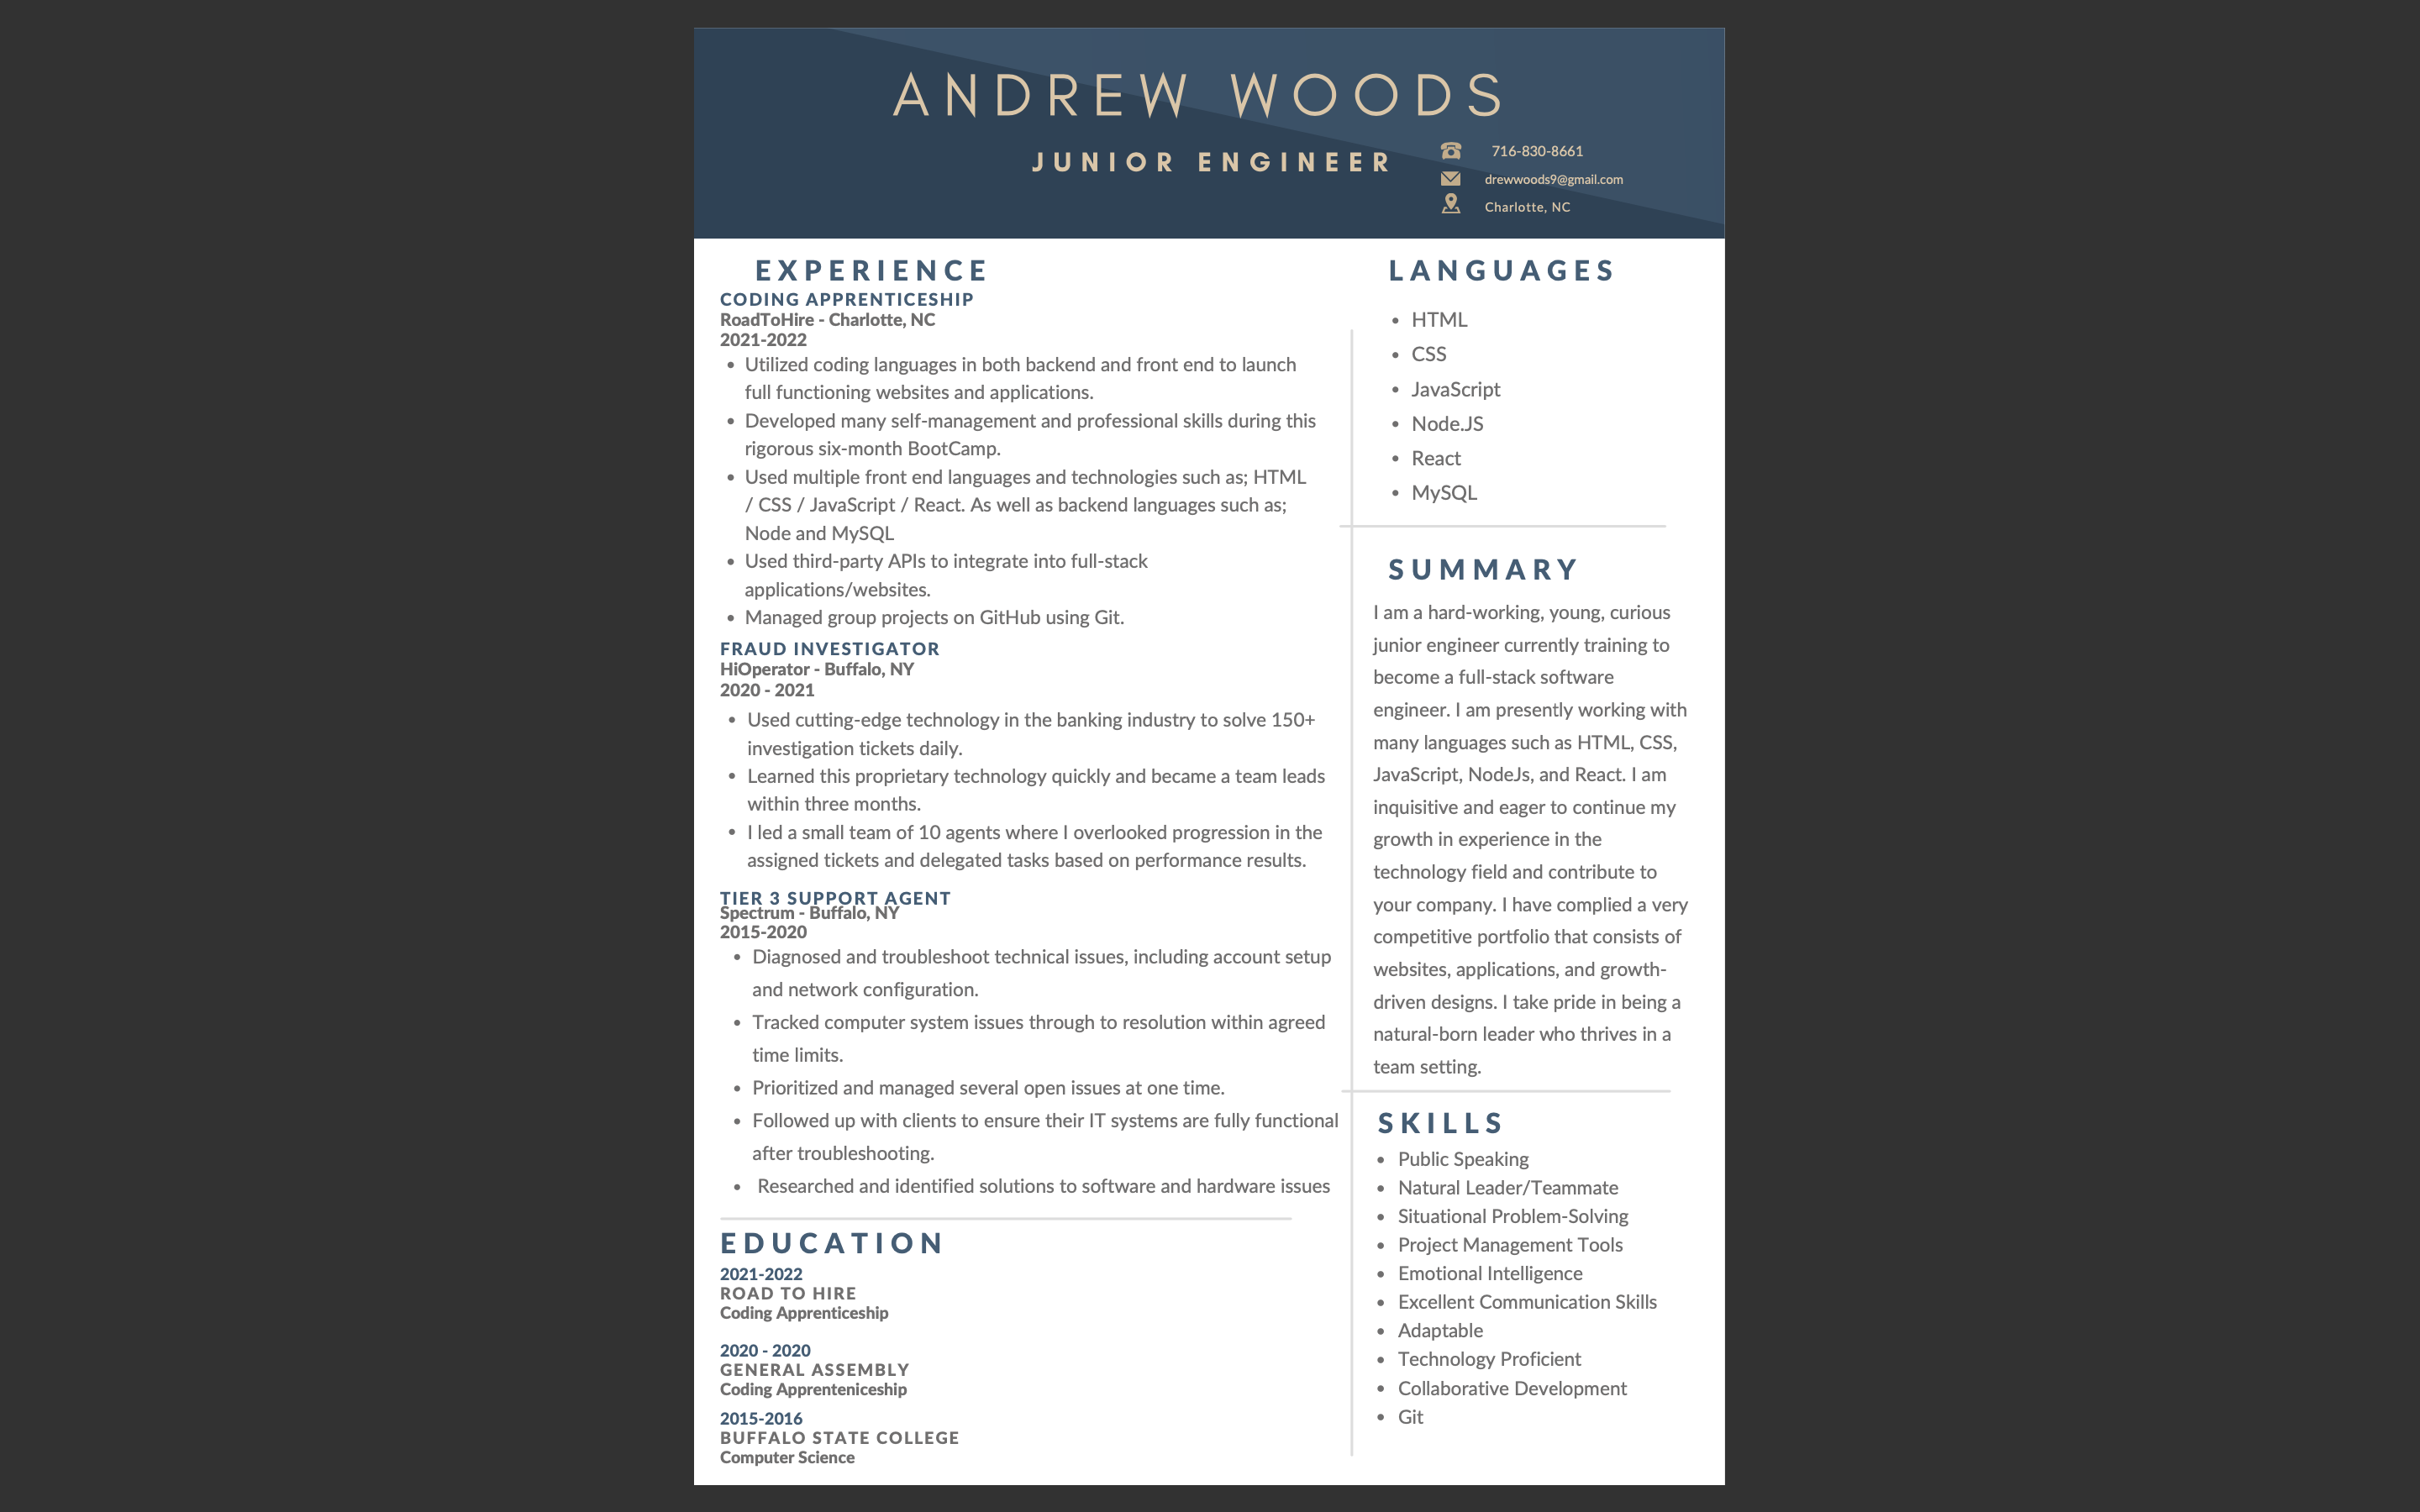 ANDREW WOODS
JUNIOR ENGINEER
716-830-8661
drewwoods9@gmail.com
Charlotte, NC
EXPERIENCE
CODING APPRENTICESHIP
RoadToHire - Charlotte, NC
2021-2022
• Utilized coding languages in both backend and front end to launch
full functioning websites and applications.
• Developed many self-management and professional skills during this
rigorous six-month BootCamp.
• Used multiple front end languages and technologies such as; HTML
/ CSS / JavaScript / React. As well as backend languages such as;
Node and MySQL
• Used third-party APIs to integrate into full-stack
applications/websites.
• Managed group projects on GitHub using Git.
FRAUD INVESTIGATOR
HiOperator - Buffalo, NY
2020 - 2021
• Used cutting-edge technology in the banking industry to solve 150+
investigation tickets daily.
• Learned this proprietary technology quickly and became a team leads
within three months.
• I led a small team of 10 agents where I overlooked progression in the
assigned tickets and delegated tasks based on performance results.
TIER 3 SUPPORT AGENT
Spectrum - Buffalo, NY
2015-2020
• Diagnosed and troubleshoot technical issues, including account setup
and network configuration.
• Tracked computer system issues through to resolution within agreed
time limits.
• Prioritized and managed several open issues at one time.
• Followed up with clients to ensure their IT systems are fully functional
after troubleshooting.
• Researched and identified solutions to software and hardware issues
EDUCATION
2021-2022
ROAD TO HIRE
Coding Apprenticeship
2020 - 2020
GENERAL ASSEMBLY
Coding Apprenteniceship
2015-2016
BUFFALO STATE COLLEGE
Computer Science
LANGUAGES
• HTML
• CSS
• JavaScript
• Node.JS
• React
• MySQL
SUMMARY
I am a hard-working, young, curious
junior engineer currently training to
become a full-stack software
engineer. I am presently working with
many languages such as HTML, CSS,
JavaScript, NodeJs, and React. I am
inquisitive and eager to continue my
growth in experience in the
technology field and contribute to
your company. I have complied a very
competitive portfolio that consists of
websites, applications, and growth-
driven designs. I take pride in being a
natural-born leader who thrives in a
team setting.
SKILLS
• Public Speaking
• Natural Leader/Teammate
• Situational Problem-Solving
• Project Management Tools
• Emotional Intelligence
• Excellent Communication Skills
• Adaptable
• Technology Proficient
• Collaborative Development
• Git